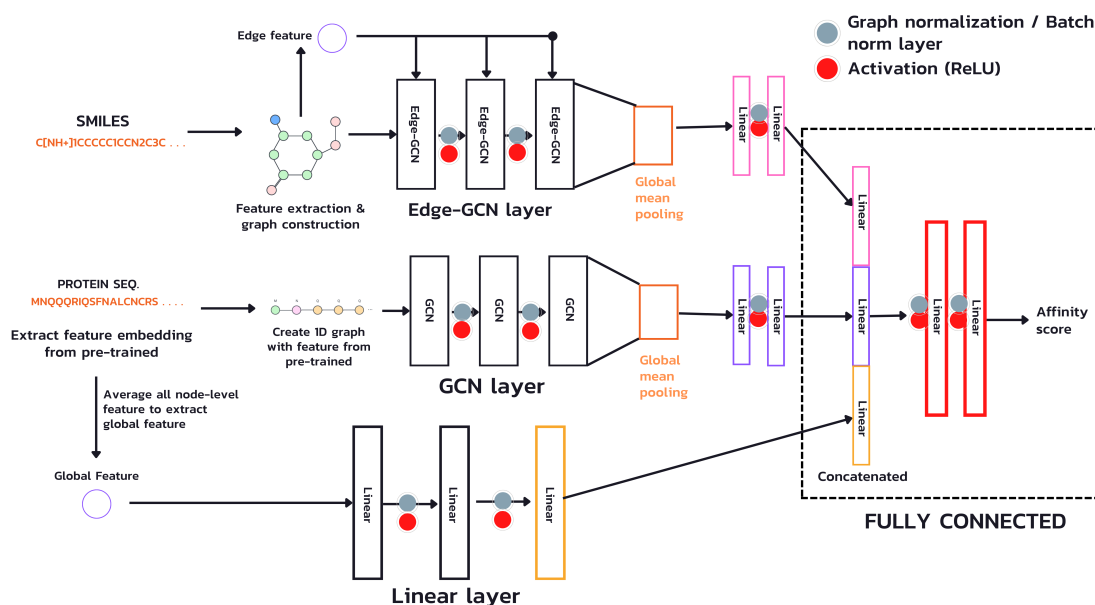 Graph normalization / Batch
norm layer
Activation (ReLU)
Edge feature
SMILES
C[NH+]1CCCCC1CCN2C3C . . .
Edge-GCN
Edge-GCN
Edge-GCN
Linear
Linear
Feature extraction &
graph construction
Edge-GCN layer
Global
mean
pooling
Linear
PROTEIN SEQ.
MNQQQRIQSFNALCNCRS . . . .
Extract feature embedding
from pre-trained
Create 1D graph
with feature from
pre-trained
GCN
GCN
GCN
GCN layer
Global
mean
pooling
Linear
Linear
Linear
Linear
Linear
Affinity
score
Average all node-level
feature to extract
global feature
Global Feature
Linear
Linear
Linear
Linear layer
Linear
Concatenated
FULLY CONNECTED